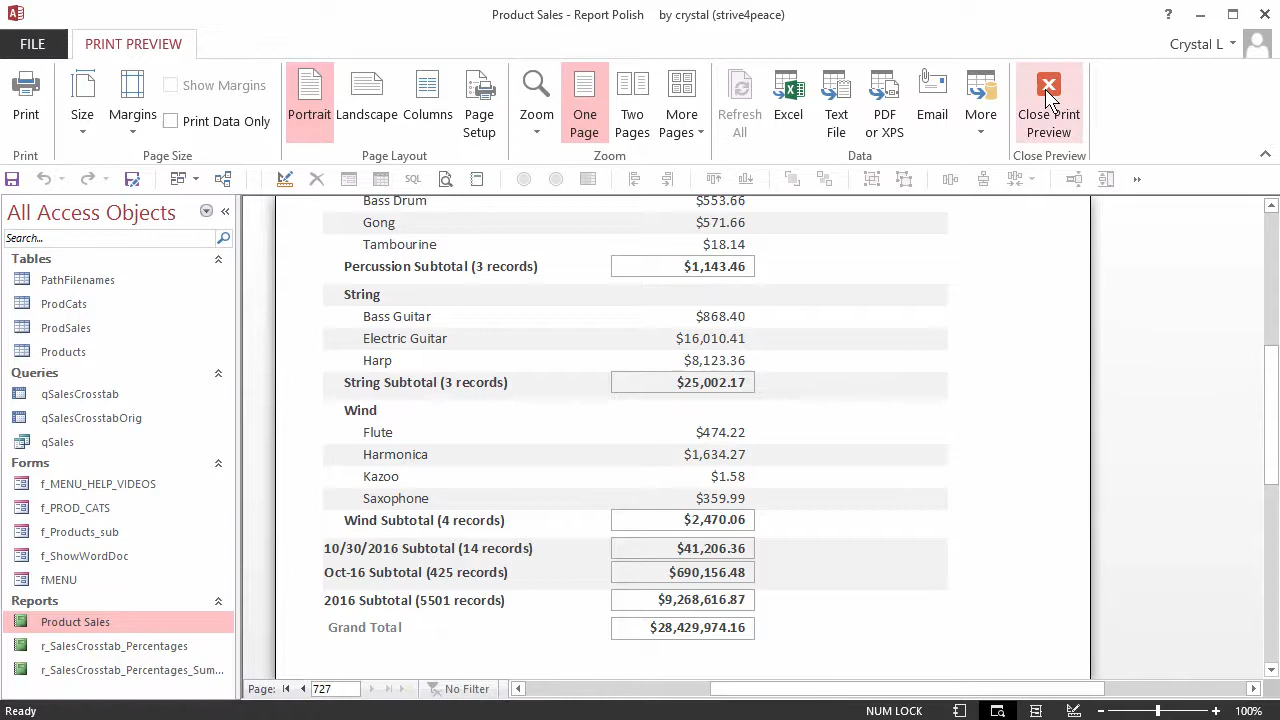 Product Sales - Report Polish by crystal (strive4peace)
?
FILE
PRINT PREVIEW
Crystal L
Print
Size
Margins
Show Margins
Print Data Only
Portrait
Landscape
Columns
Page Setup
Zoom
One Page
Two Pages
More Pages
Refresh All
Excel
Text File
PDF or XPS
Email
More
Close Print Preview
Print
Page Size
Page Layout
Zoom
Data
Close Preview
SQL
All Access Objects
Search...
Tables
PathFilenames
ProdCats
ProdSales
Products
Queries
qSalesCrosstab
qSalesCrosstabOrig
qSales
Forms
f_MENU_HELP_VIDEOS
f_PROD_CATS
f_Products_sub
f_ShowWordDoc
fMENU
Reports
Product Sales
r_SalesCrosstab_Percentages
r_SalesCrosstab_Percentages_Sum...
Bass Drum $553.66
Gong $571.66
Tambourine $18.14
Percussion Subtotal (3 records) $1,143.46
String
Bass Guitar $868.40
Electric Guitar $16,010.41
Harp $8,123.36
String Subtotal (3 records) $25,002.17
Wind
Flute $474.22
Harmonica $1,634.27
Kazoo $1.58
Saxophone $359.99
Wind Subtotal (4 records) $2,470.06
10/30/2016 Subtotal (14 records) $41,206.36
Oct-16 Subtotal (425 records) $690,156.48
2016 Subtotal (5501 records) $9,268,616.87
Grand Total $28,429,974.16
Page: 727 No Filter
Ready NUM LOCK 100%